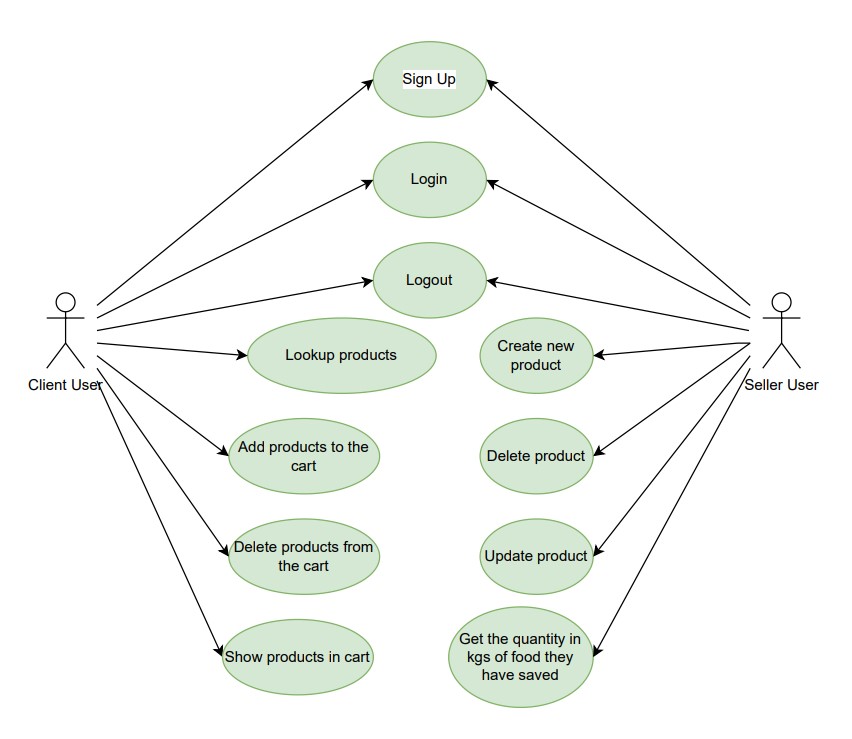 Sign Up
Login
Logout
Lookup products
Create new
product
Client User
Seller User
Add products to the
cart
Delete product
Delete products from
the cart
Update product
Show products in cart
Get the quantity in
kgs of food they
have saved